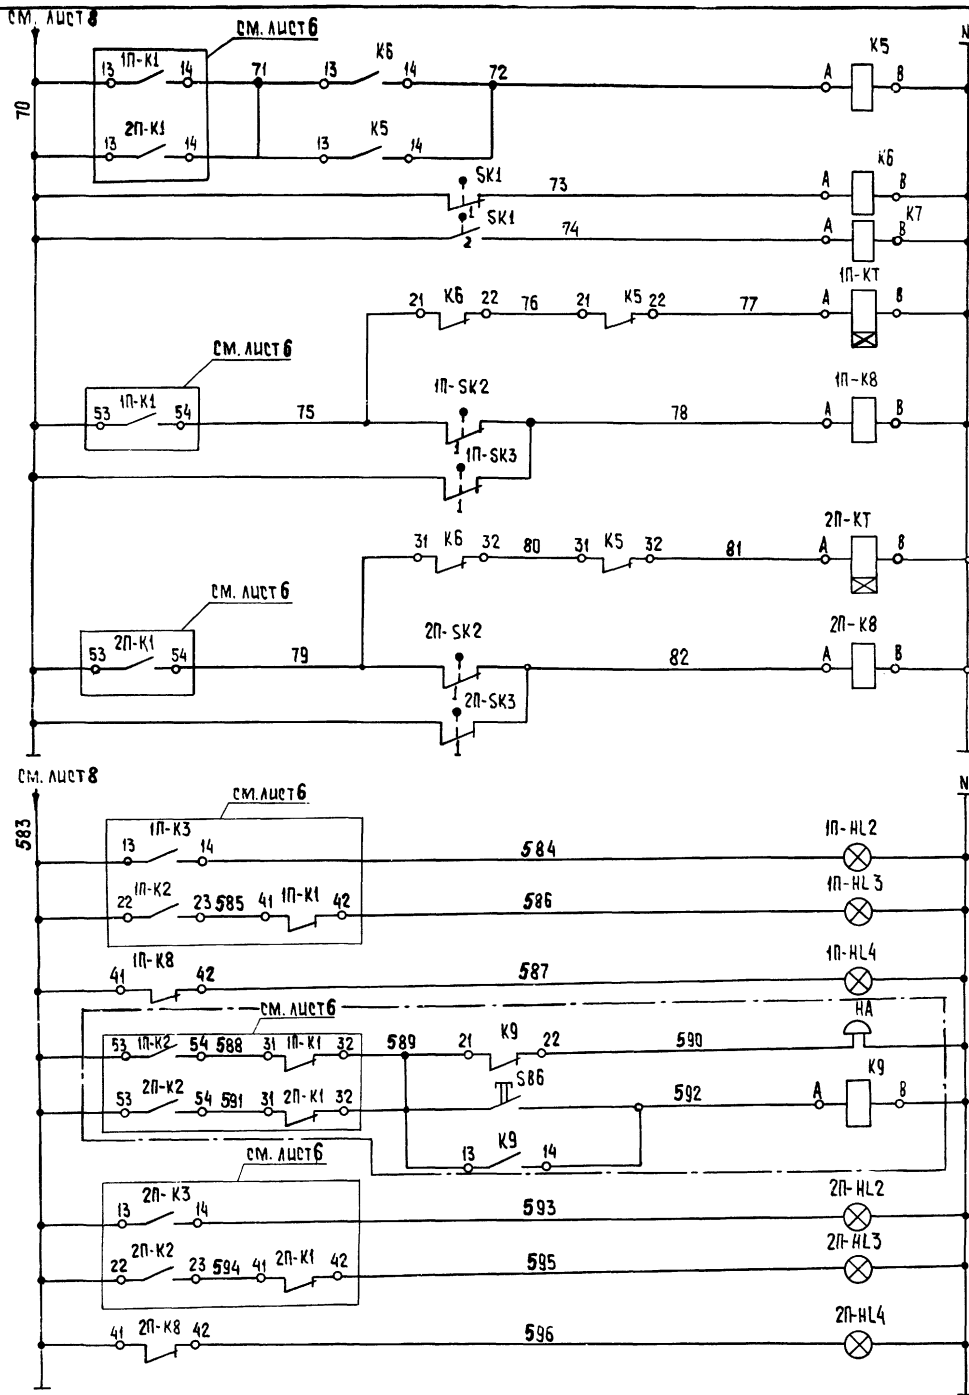 СМ. ЛИСТ 8
СМ. ЛИСТ 6
N
70
13 1П-К1 14 71 13 К6 14 72 А К5 В
13 2П-К1 14 13 К5 14
SK1 1 73 А К6 В
SK1 2 74 А К7 В
21 К6 22 76 21 К5 22 77 А 1П-КТ В
СМ. ЛИСТ 6
53 1П-К1 54 75 1П-SK2 1 78 А 1П-К8 В
1П-SK3 1
31 К6 32 80 31 К5 32 81 А 2П-КТ В
СМ. ЛИСТ 6
53 2П-К1 54 79 2П-SK2 1 82 А 2П-К8 В
2П-SK3 1
СМ. ЛИСТ 8
СМ. ЛИСТ 6
N
583
13 1П-К3 14 584 1П-HL2
22 1П-К2 23 585 41 1П-К1 42 586 1П-HL3
41 1П-К8 42 587 1П-HL4
СМ. ЛИСТ 6
53 1П-К2 54 588 31 1П-К1 32 589 21 К9 22 590 НА
53 2П-К2 54 591 31 2П-К1 32 S86 592 А К9 В
13 К9 14
СМ. ЛИСТ 6
13 2П-К3 14 593 2П-HL2
22 2П-К2 23 594 41 2П-К1 42 595 2П-HL3
41 2П-К8 42 596 2П-HL4